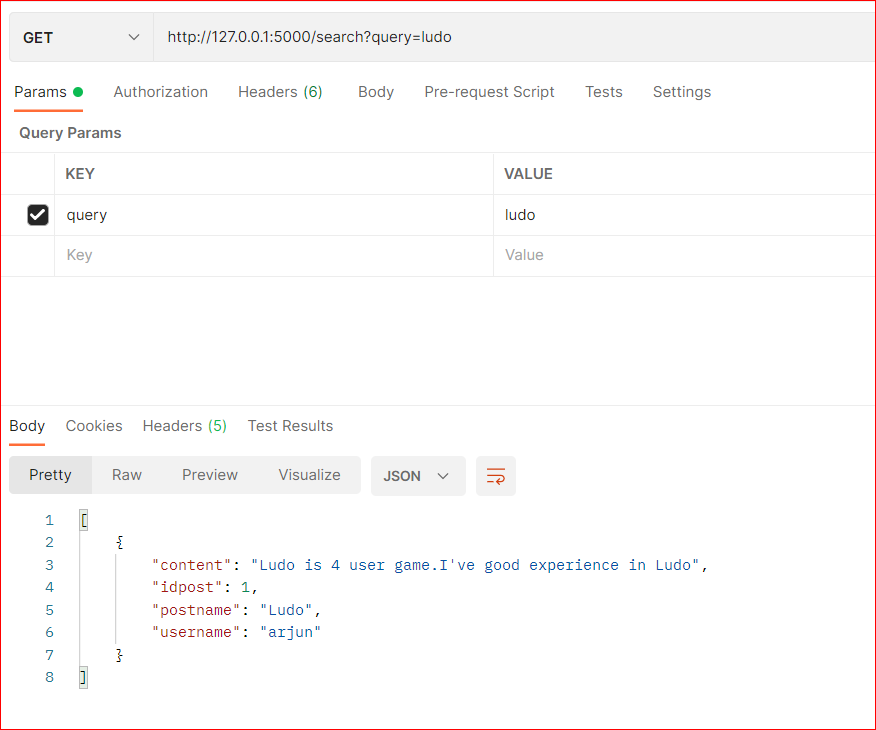 GET http://127.0.0.1:5000/search?query=ludo
Params Authorization Headers (6) Body Pre-request Script Tests Settings
Query Params
KEY VALUE
query ludo
Key Value
Body Cookies Headers (5) Test Results
Pretty Raw Preview Visualize JSON
1 [
2 {
3 "content": "Ludo is 4 user game.I've good experience in Ludo",
4 "idpost": 1,
5 "postname": "Ludo",
6 "username": "arjun"
7 }
8 ]